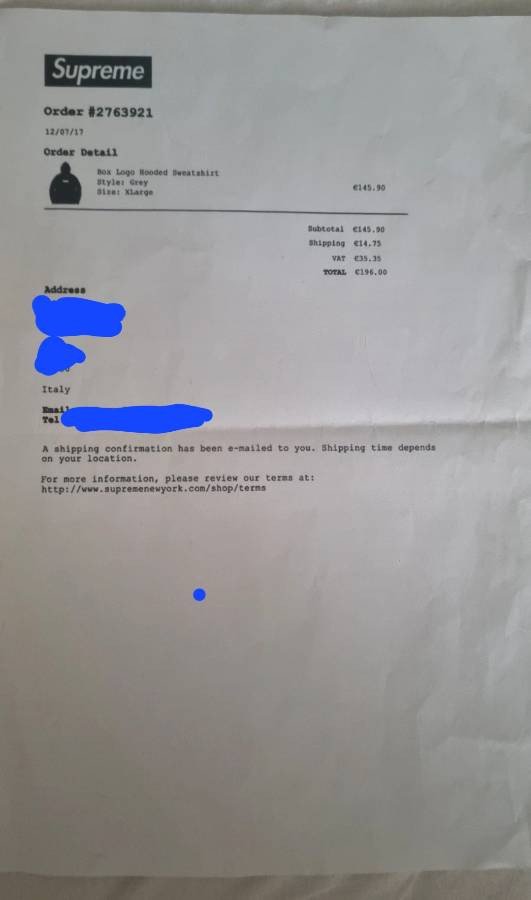 Supreme
Order #2763921
12/07/17
Order Detail
Box Logo Hooded Sweatshirt
Style: Grey
Size: XLarge
€145.90
Subtotal €145.90
Shipping €14.75
VAT €35.35
TOTAL €196.00
Address
Italy
Email
Tel
A shipping confirmation has been e-mailed to you. Shipping time depends
on your location.
For more information, please review our terms at:
http://www.supremenewyork.com/shop/terms